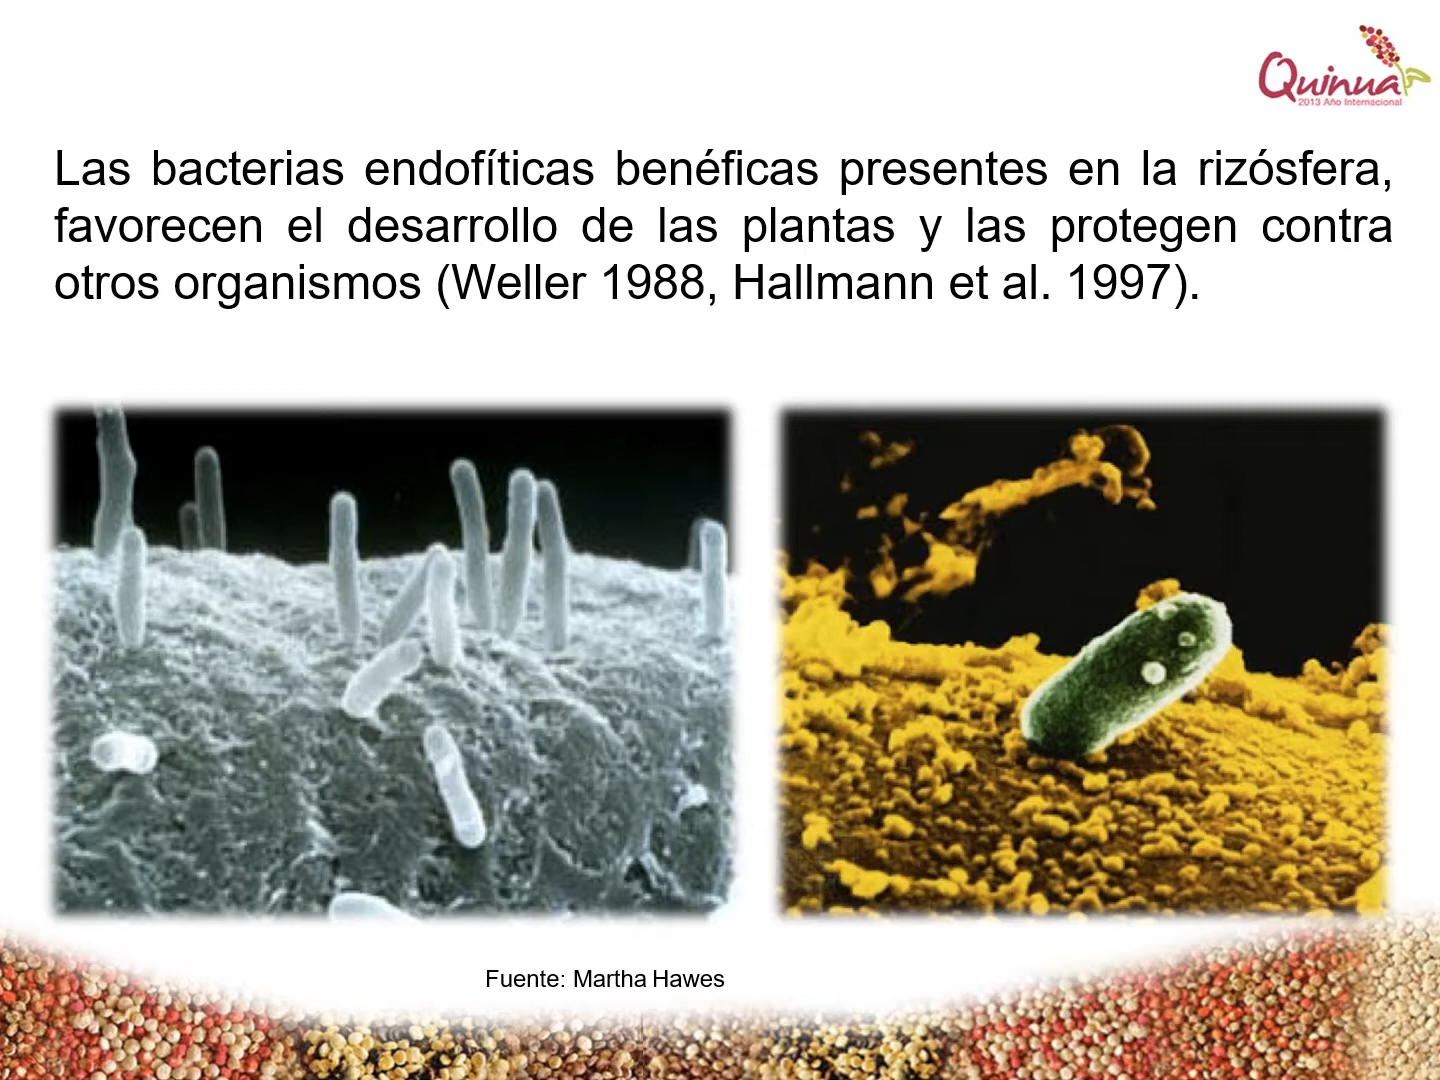 Quinua
2013 Año Internacional
Las bacterias endofíticas benéficas presentes en la rizósfera,
favorecen el desarrollo de las plantas y las protegen contra
otros organismos (Weller 1988, Hallmann et al. 1997).
Fuente: Martha Hawes